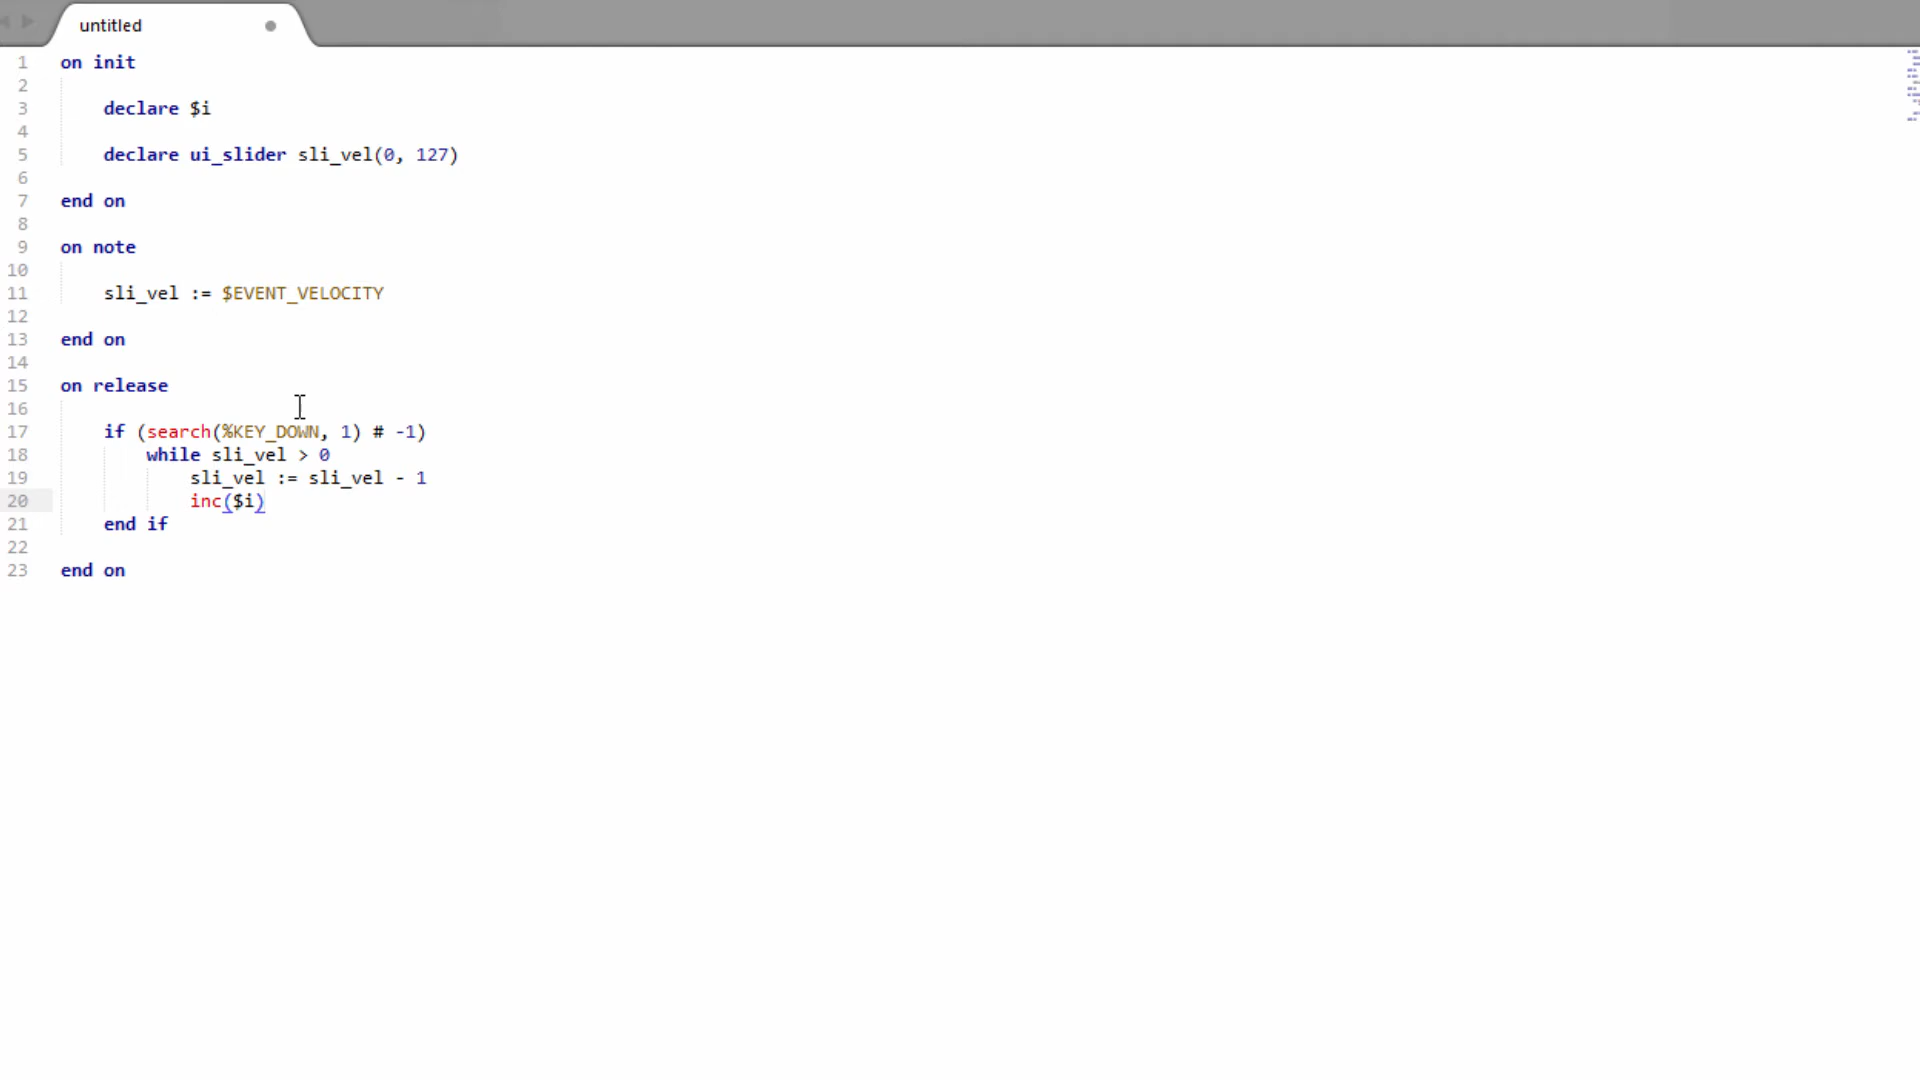 untitled
1 on init
2
3 declare $i
4
5 declare ui_slider sli_vel(0, 127)
6
7 end on
8
9 on note
10
11 sli_vel := $EVENT_VELOCITY
12
13 end on
14
15 on release
16
17 if (search(%KEY_DOWN, 1) # -1)
18 while sli_vel > 0
19 sli_vel := sli_vel - 1
20 inc($i)
21 end if
22
23 end on